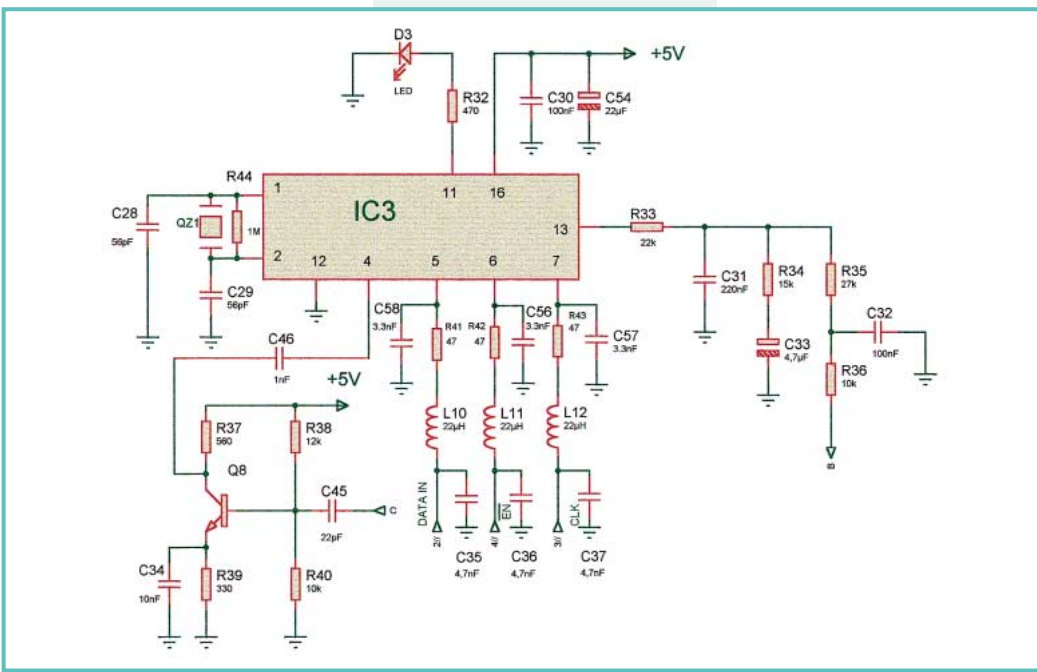 D3
LED
+5V
R32
470
C30
100nF
C54
22µF
R44
1M
QZ1
C28
56pF
C29
56pF
IC3
1
2
11
16
13
12
4
5
6
7
R33
22k
C31
220nF
R34
15k
R35
27k
C33
4,7µF
C32
100nF
R36
10k
B
C58
3.3nF
R41
47
R42
47
C56
3.3nF
R43
47
C57
3.3nF
C46
1nF
+5V
R37
560
R38
12k
L10
22µH
L11
22µH
L12
22µH
Q8
C45
22pF
C
DATA IN
2//
EN
4//
CLK
3//
C35
4,7nF
C36
4,7nF
C37
4,7nF
C34
10nF
R39
330
R40
10k